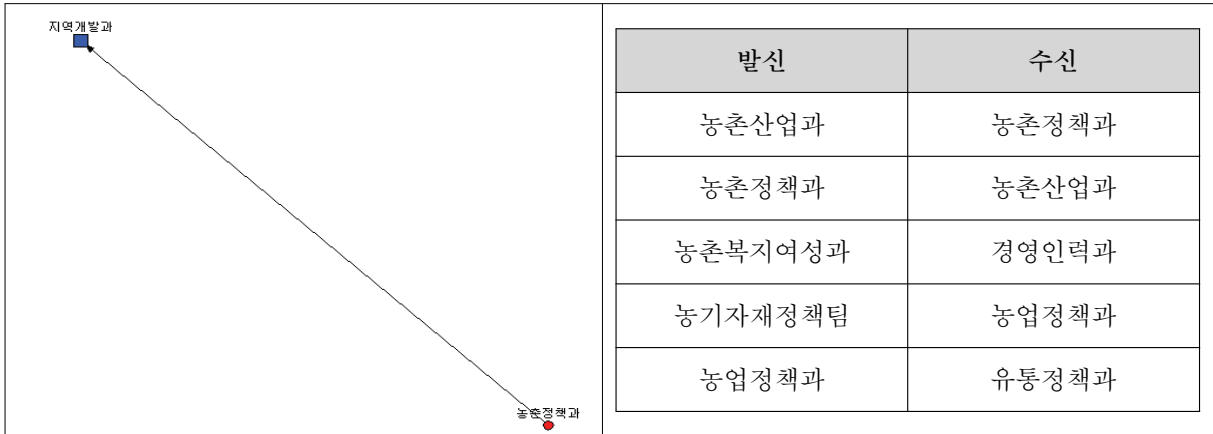 지역개발과
농촌정책과
발신 수신
농촌산업과 농촌정책과
농촌정책과 농촌산업과
농촌복지여성과 경영인력과
농기자재정책팀 농업정책과
농업정책과 유통정책과